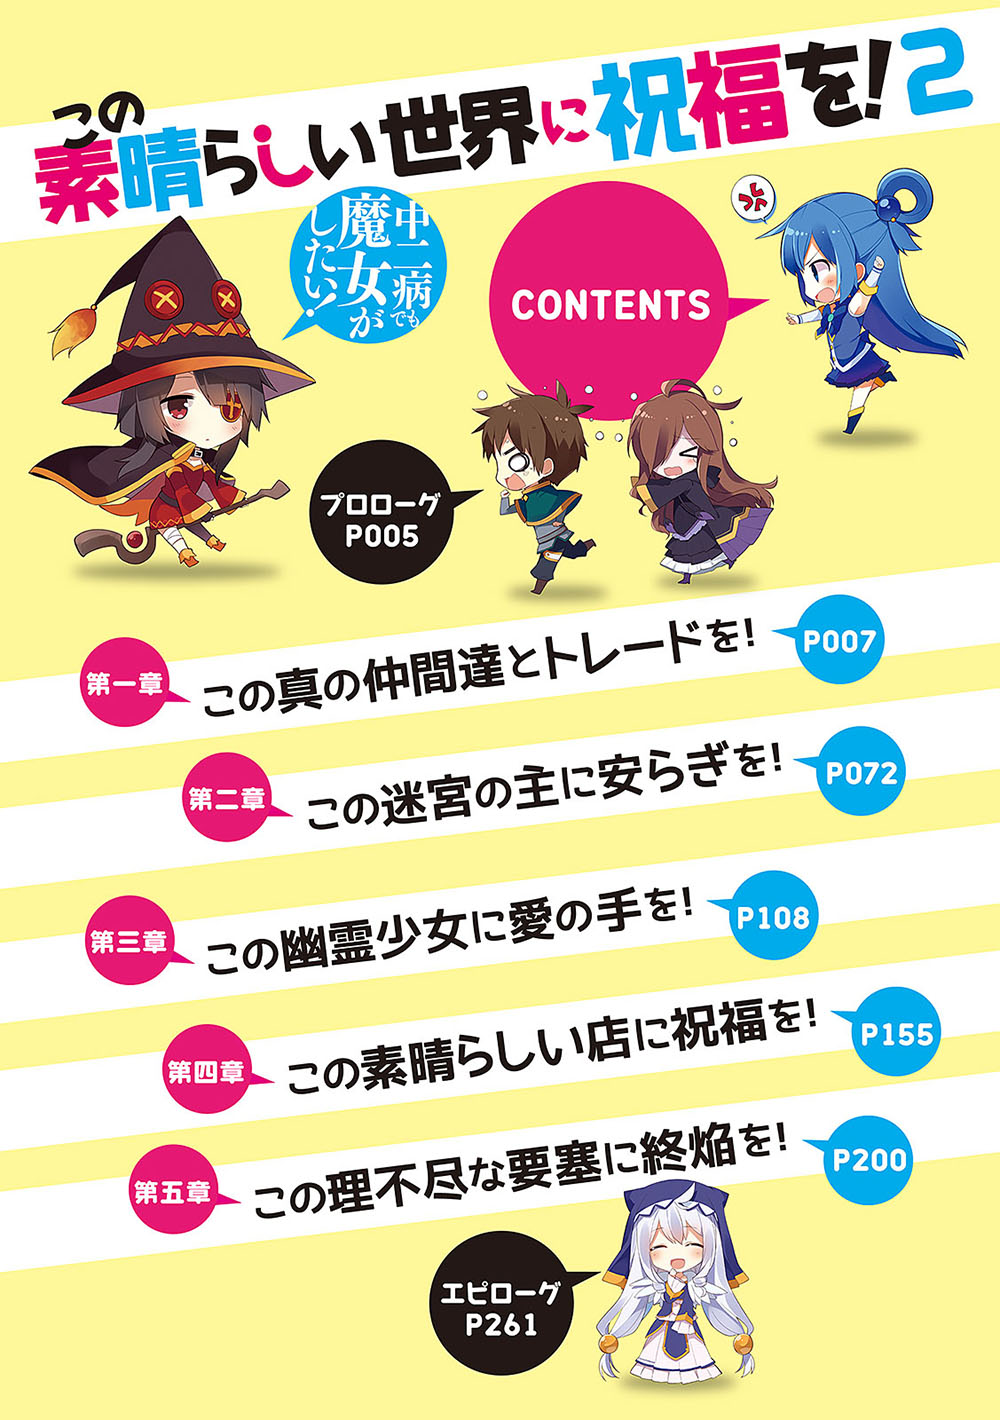 この
素晴らしい世界に祝福を!2
中二病でも
魔女が
したい!
CONTENTS
プロローグ
P005
第一章
この真の仲間達とトレードを!
P007
第二章
この迷宮の主に安らぎを!
P072
第三章
この幽霊少女に愛の手を!
P108
第四章
この素晴らしい店に祝福を!
P155
第五章
この理不尽な要塞に終焔を!
P200
エピローグ
P261